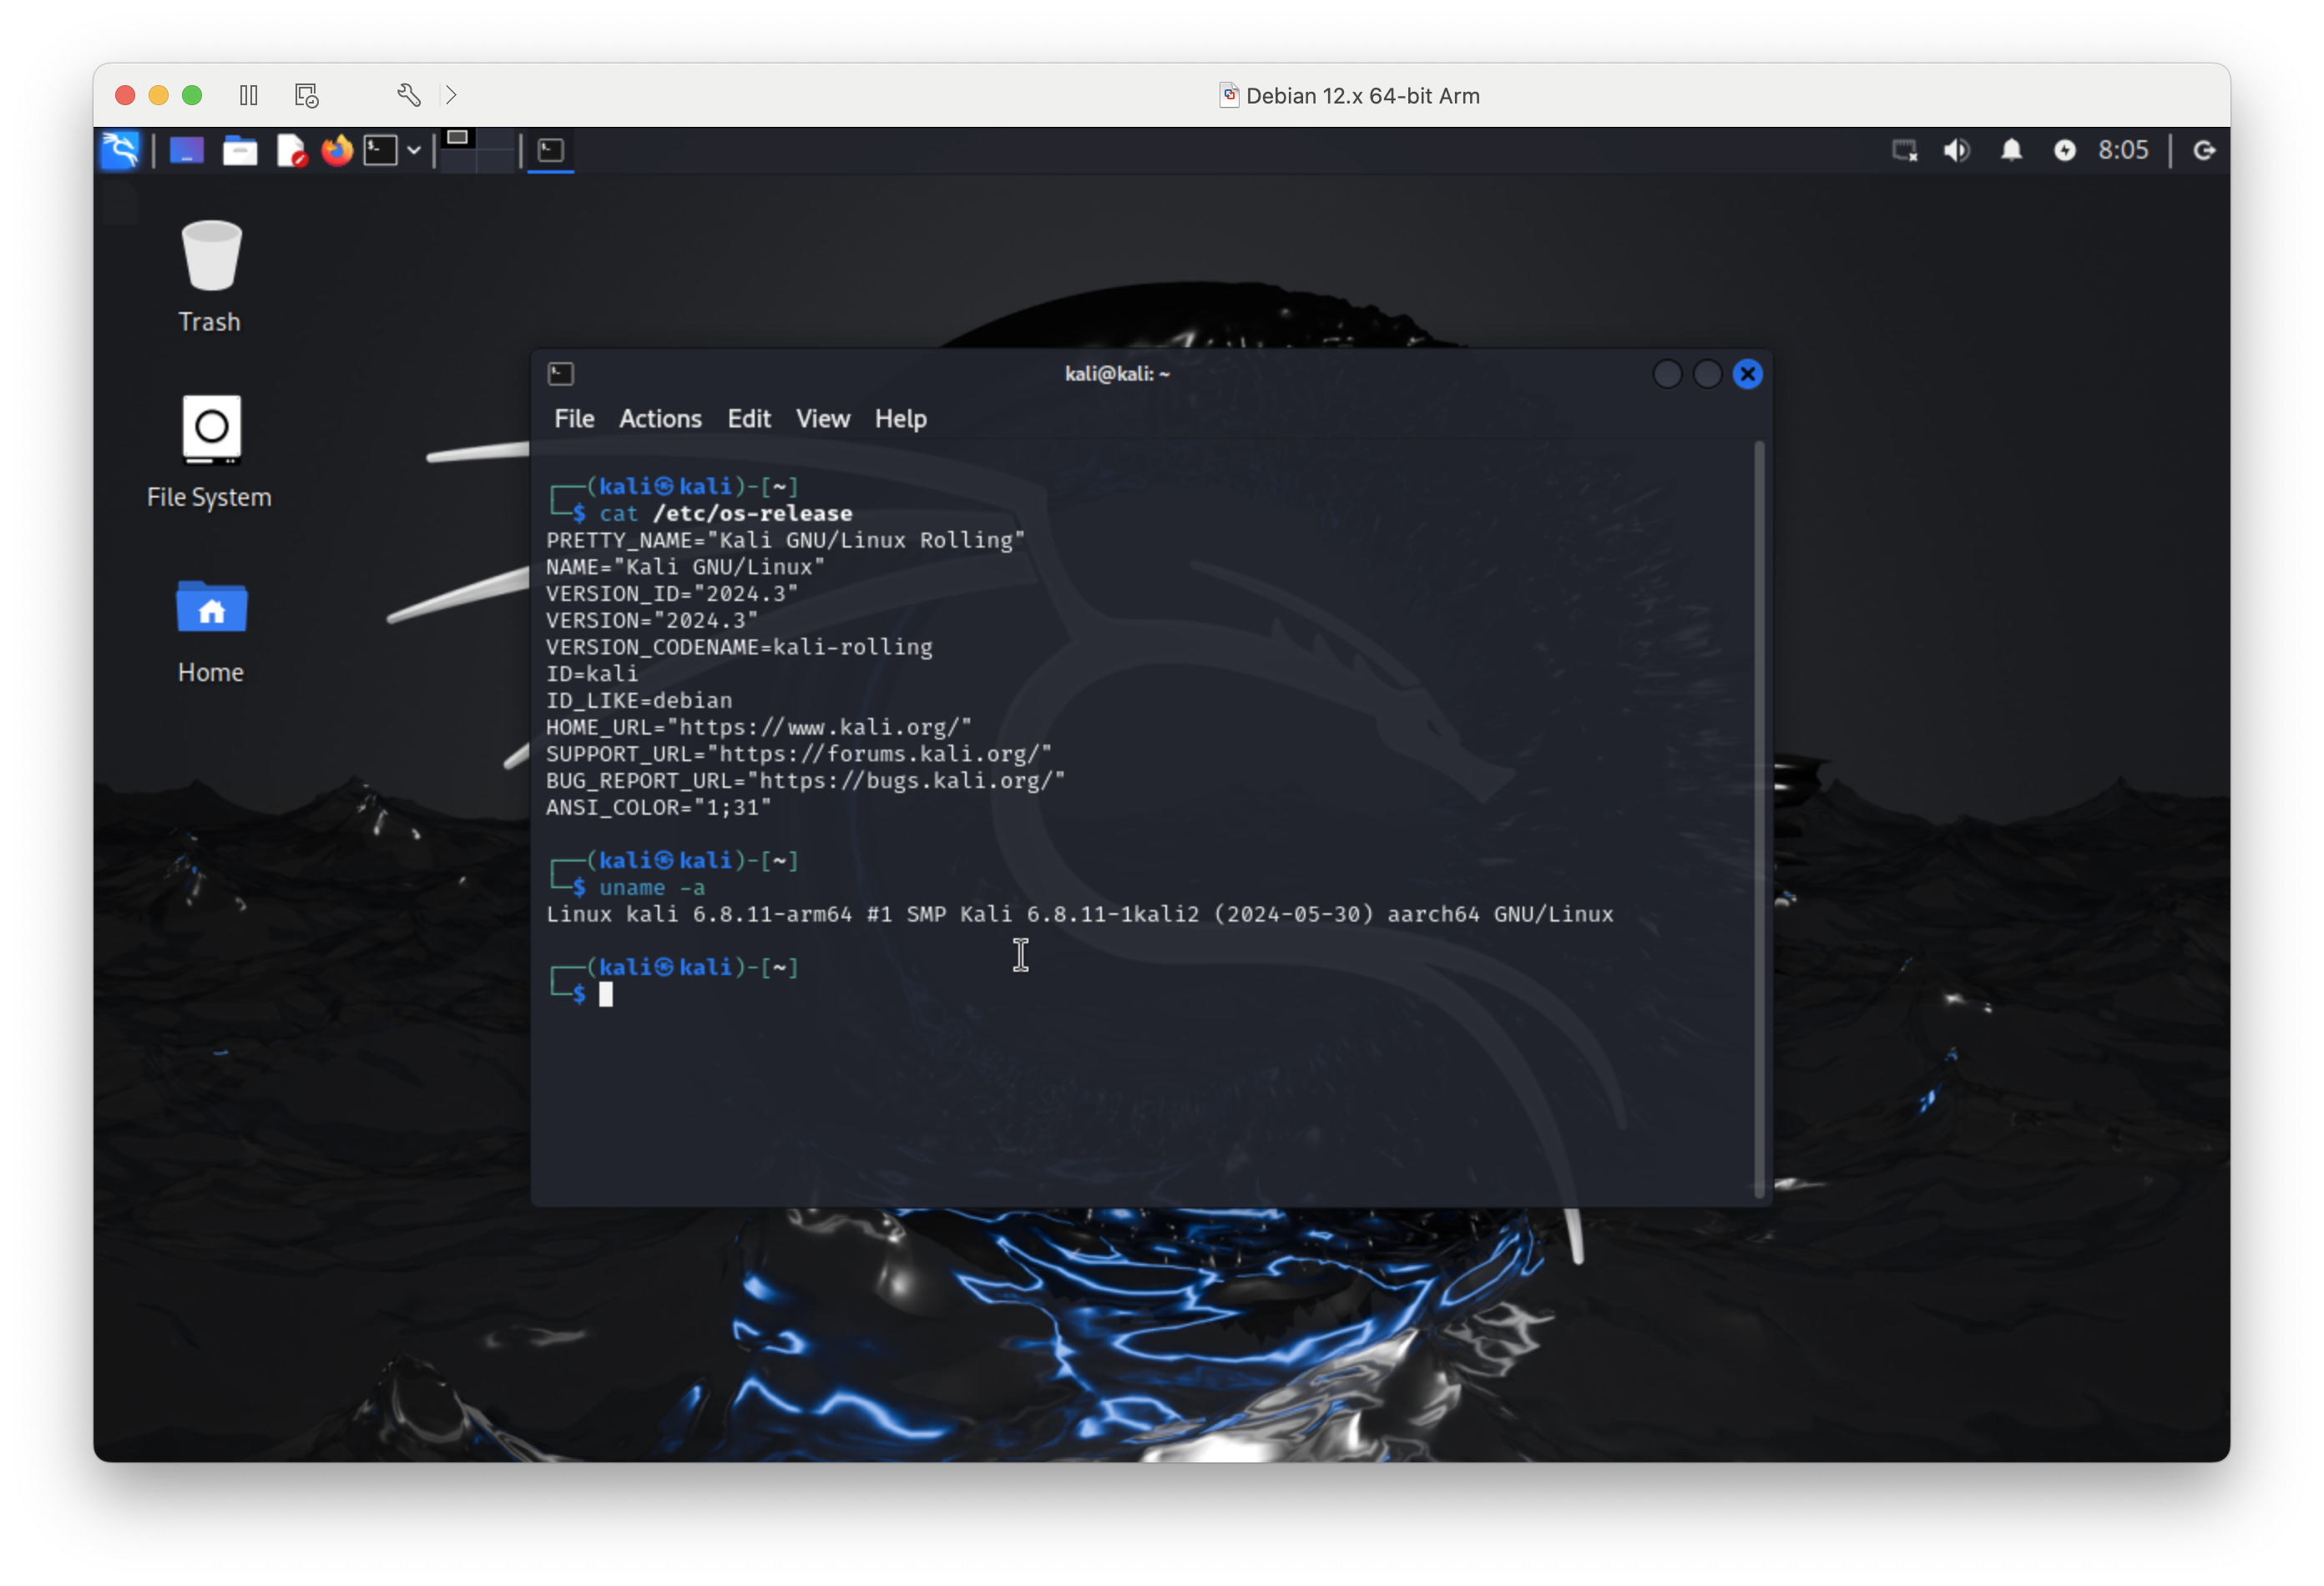 Debian 12.x 64-bit Arm
8:05
Trash
File System
Home
kali@kali: ~
File Actions Edit View Help
┌──(kali㉿kali)-[~]
└─$ cat /etc/os-release
PRETTY_NAME="Kali GNU/Linux Rolling"
NAME="Kali GNU/Linux"
VERSION_ID="2024.3"
VERSION="2024.3"
VERSION_CODENAME=kali-rolling
ID=kali
ID_LIKE=debian
HOME_URL="https://www.kali.org/"
SUPPORT_URL="https://forums.kali.org/"
BUG_REPORT_URL="https://bugs.kali.org/"
ANSI_COLOR="1;31"
┌──(kali㉿kali)-[~]
└─$ uname -a
Linux kali 6.8.11-arm64 #1 SMP Kali 6.8.11-1kali2 (2024-05-30) aarch64 GNU/Linux
┌──(kali㉿kali)-[~]
└─$